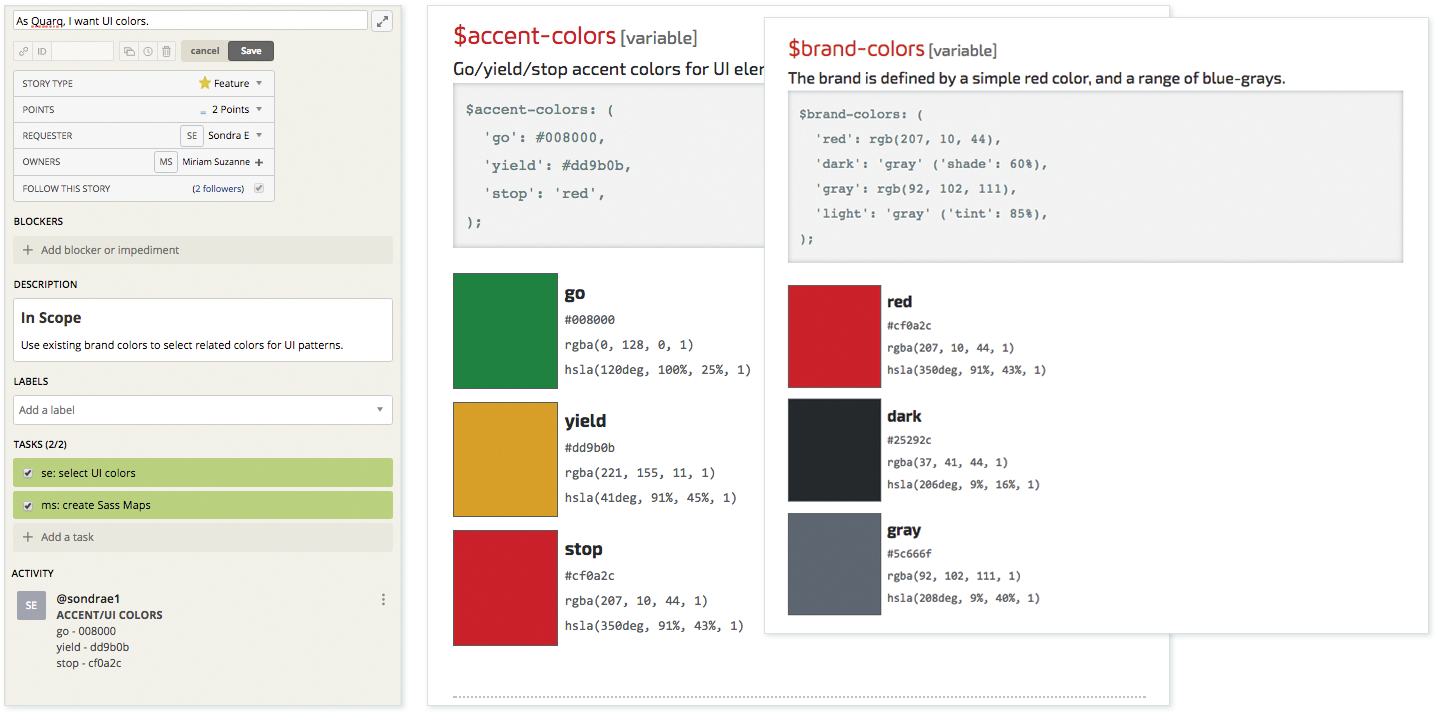 As Quarq, I want UI colors.
ID
cancel Save
STORY TYPE Feature
POINTS 2 Points
REQUESTER SE Sondra E
OWNERS MS Miriam Suzanne +
FOLLOW THIS STORY (2 followers)
BLOCKERS
+ Add blocker or impediment
DESCRIPTION
In Scope
Use existing brand colors to select related colors for UI patterns.
LABELS
Add a label
TASKS (2/2)
se: select UI colors
ms: create Sass Maps
+ Add a task
ACTIVITY
SE @sondrae1
ACCENT/UI COLORS
go - 008000
yield - dd9b0b
stop - cf0a2c
$accent-colors [variable]
Go/yield/stop accent colors for UI eler
$accent-colors: (
'go': #008000,
'yield': #dd9b0b,
'stop': 'red',
);
go
#008000
rgba(0, 128, 0, 1)
hsla(120deg, 100%, 25%, 1)
yield
#dd9b0b
rgba(221, 155, 11, 1)
hsla(41deg, 91%, 45%, 1)
stop
#cf0a2c
rgba(207, 10, 44, 1)
hsla(350deg, 91%, 43%, 1)
$brand-colors [variable]
The brand is defined by a simple red color, and a range of blue-grays.
$brand-colors: (
'red': rgb(207, 10, 44),
'dark': 'gray' ('shade': 60%),
'gray': rgb(92, 102, 111),
'light': 'gray' ('tint': 85%),
);
red
#cf0a2c
rgba(207, 10, 44, 1)
hsla(350deg, 91%, 43%, 1)
dark
#25292c
rgba(37, 41, 44, 1)
hsla(206deg, 9%, 16%, 1)
gray
#5c666f
rgba(92, 102, 111, 1)
hsla(208deg, 9%, 40%, 1)